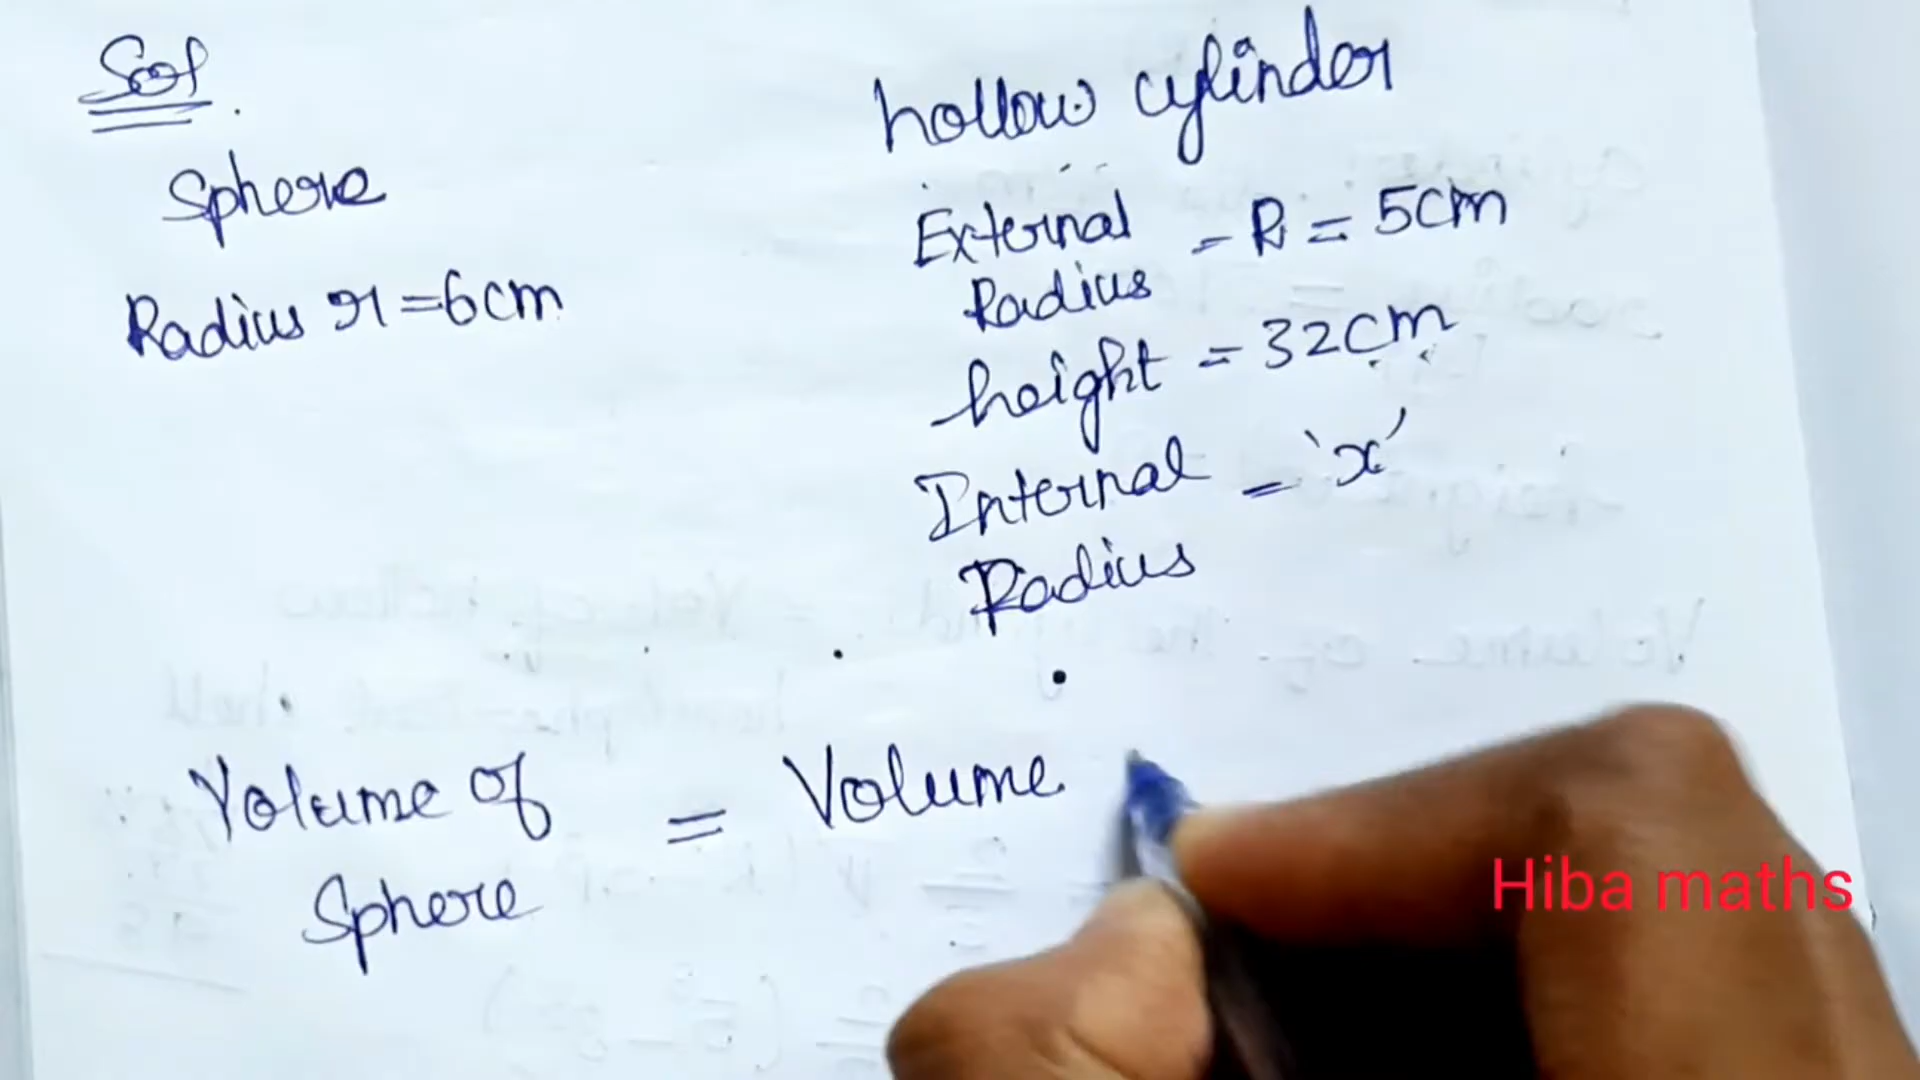 Sol.
Sphere
Radius r = 6cm
hollow cylinder
External Radius - R = 5cm
height = 32cm
Internal Radius = 'x'
Volume of Sphere = Volume
Hiba maths